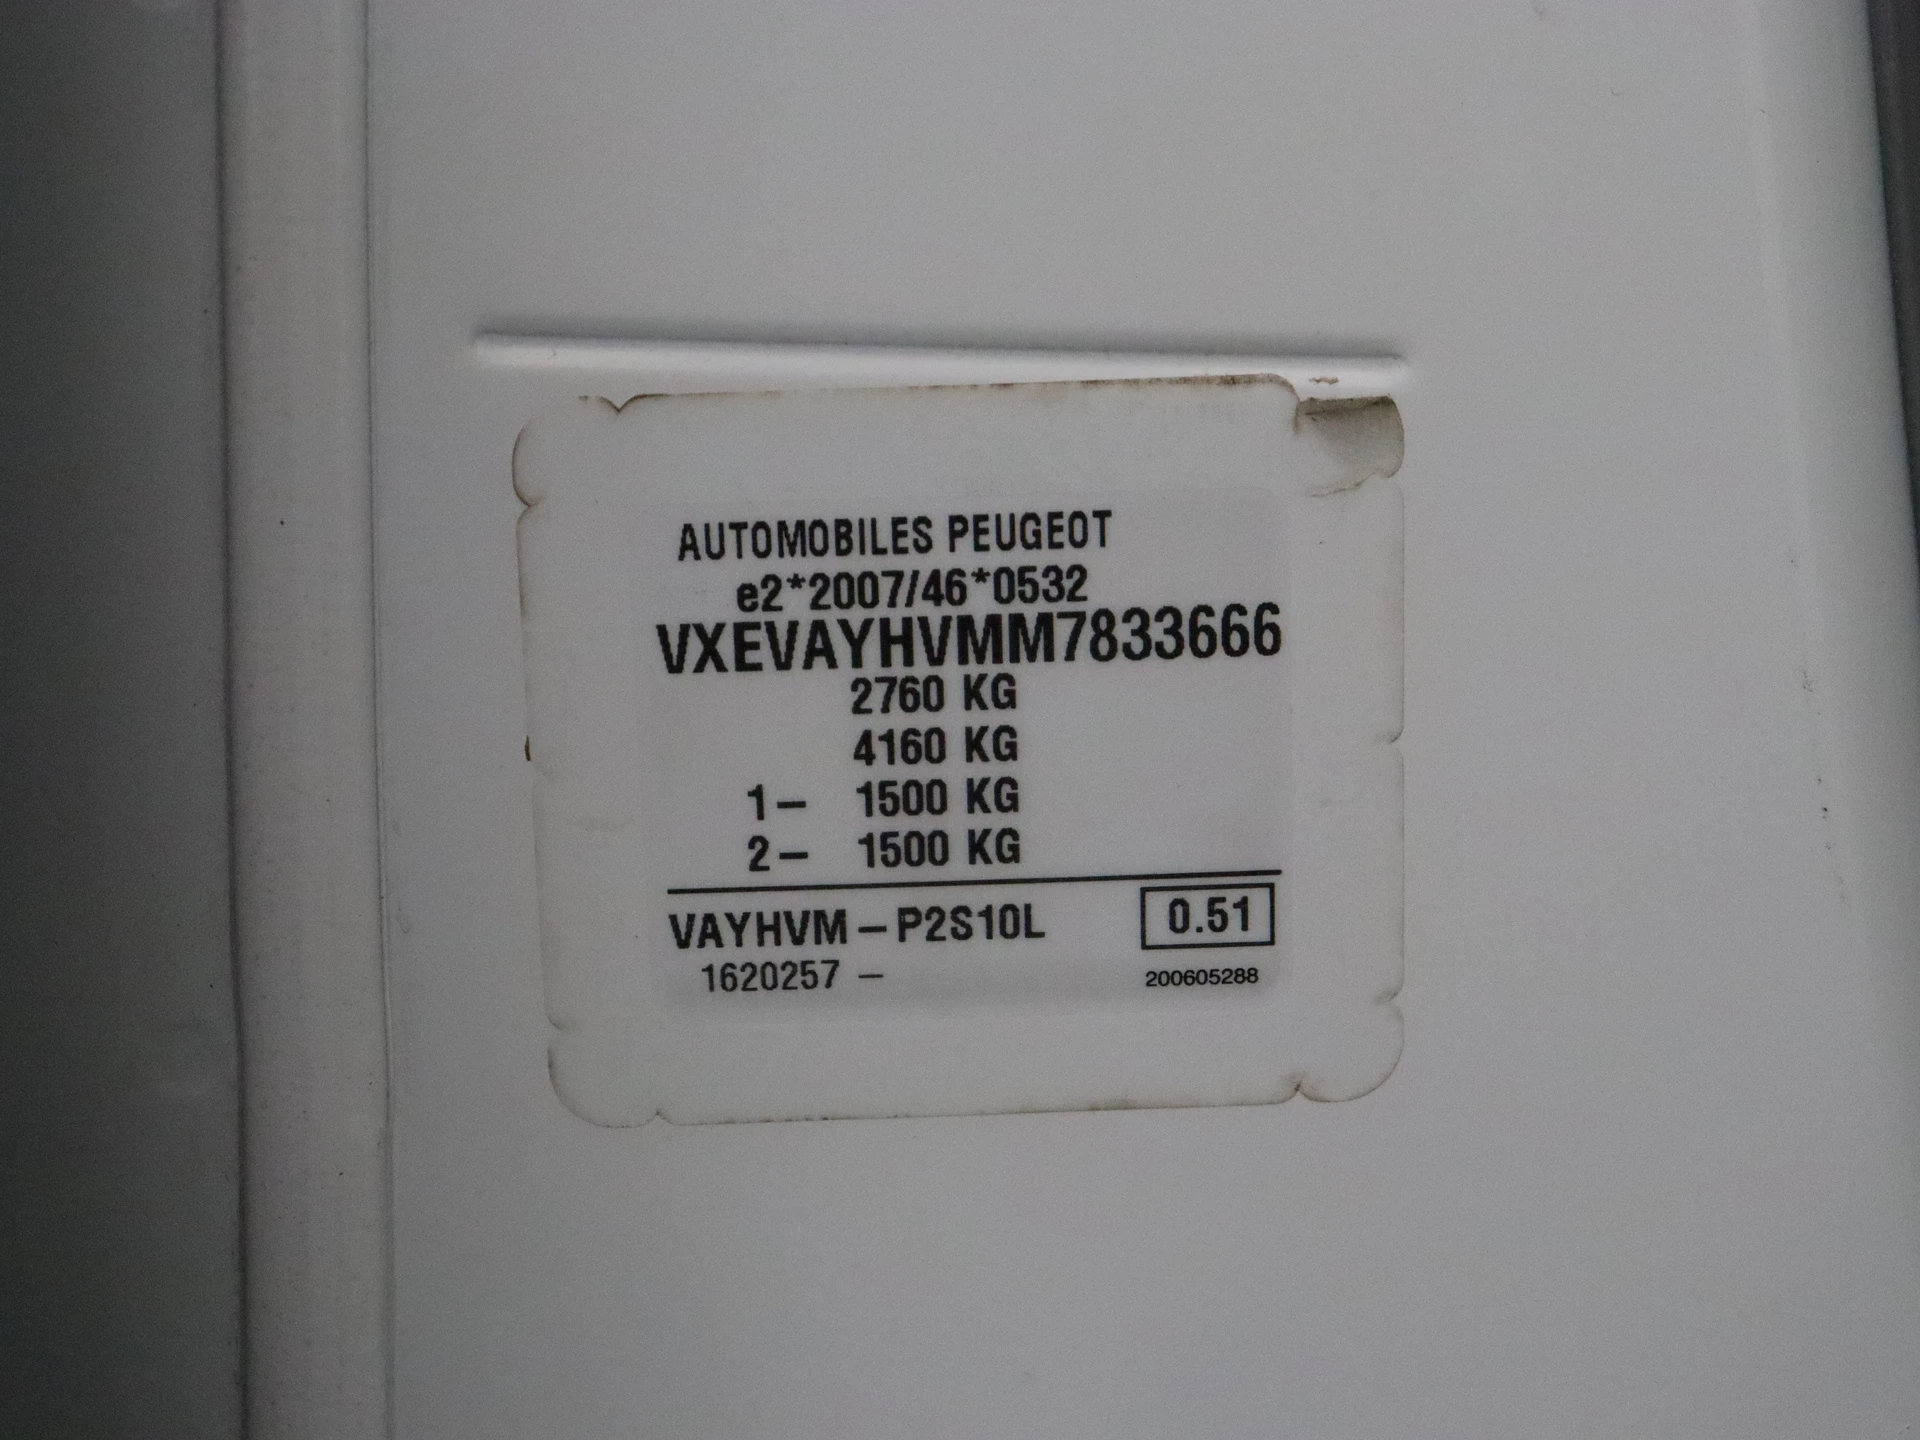 AUTOMOBILES PEUGEOT
e2*2007/46*0532
VXEVAYHVMM7833666
2760 KG
4160 KG
1– 1500 KG
2– 1500 KG
VAYHVM – P2S10L 0.51
1620257 – 200605288